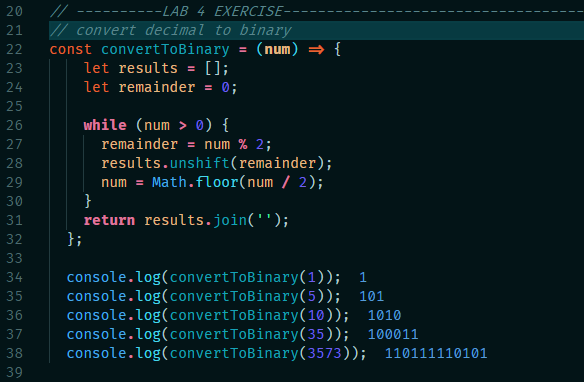 20 // ----------LAB 4 EXERCISE-----------------------------------
21 // convert decimal to binary
22 const convertToBinary = (num) => {
23 let results = [];
24 let remainder = 0;
25
26 while (num > 0) {
27 remainder = num % 2;
28 results.unshift(remainder);
29 num = Math.floor(num / 2);
30 }
31 return results.join('');
32 };
33
34 console.log(convertToBinary(1)); 1
35 console.log(convertToBinary(5)); 101
36 console.log(convertToBinary(10)); 1010
37 console.log(convertToBinary(35)); 100011
38 console.log(convertToBinary(3573)); 110111110101
39